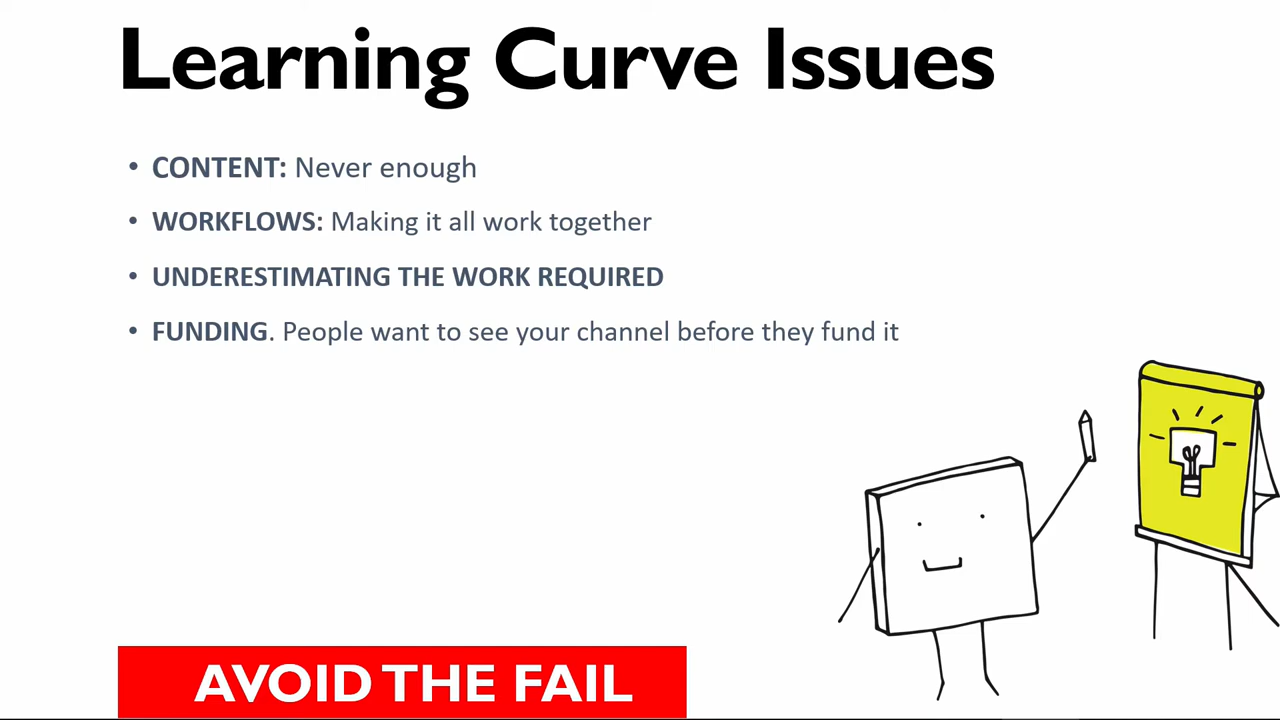 Learning Curve Issues
• CONTENT: Never enough
• WORKFLOWS: Making it all work together
• UNDERESTIMATING THE WORK REQUIRED
• FUNDING. People want to see your channel before they fund it
AVOID THE FAIL